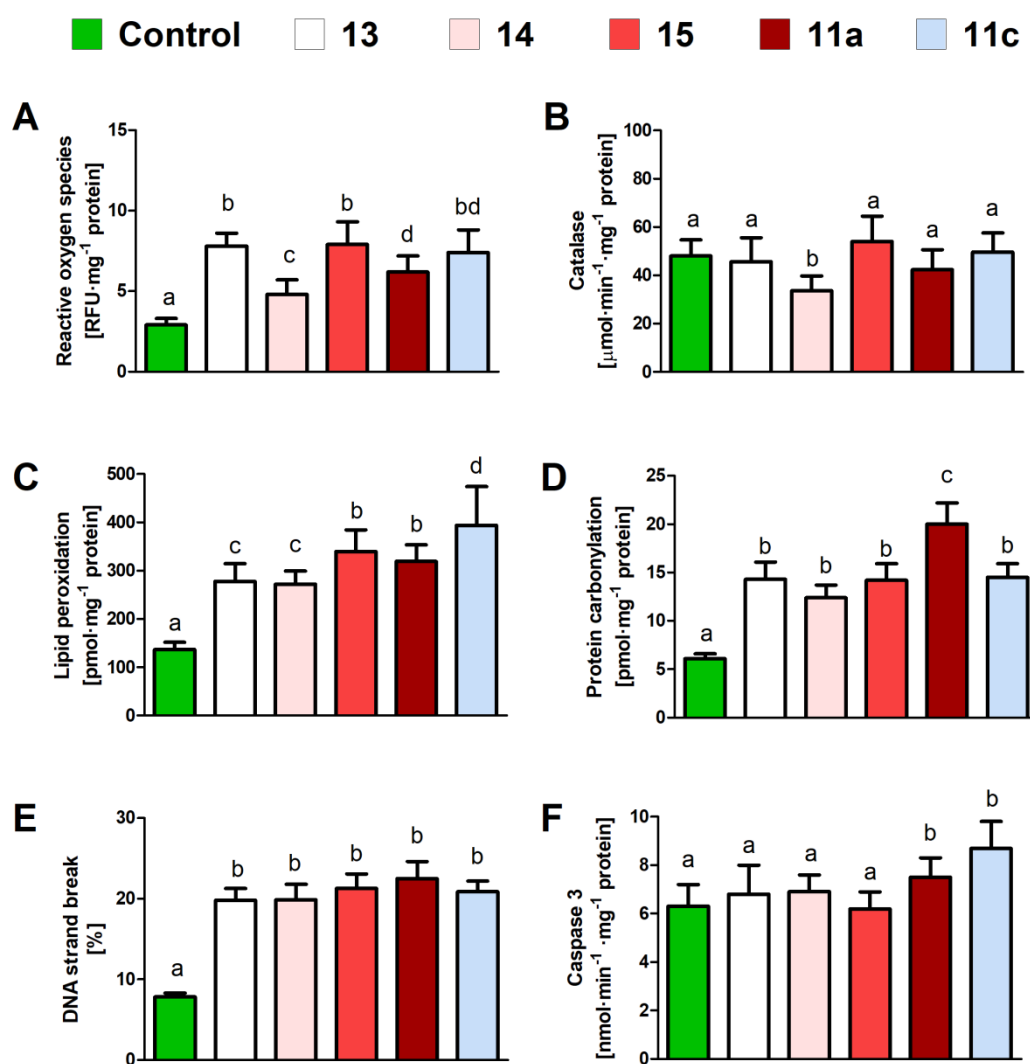 Control 13 14 15 11a 11c
A
Reactive oxygen species
[RFU·mg⁻¹ protein]
15
10
5
0
a b c b d bd
B
Catalase
[μmol·min⁻¹·mg⁻¹ protein]
100
80
60
40
20
0
a a b a a a
C
Lipid peroxidation
[pmol·mg⁻¹ protein]
500
400
300
200
100
0
a c c b b d
D
Protein carbonylation
[pmol·mg⁻¹ protein]
25
20
15
10
5
0
a b b b c b
E
DNA strand break
[%]
30
20
10
0
a b b b b b
F
Caspase 3
[nmol·min⁻¹ ·mg⁻¹ protein]
10
8
6
4
2
0
a a a a b b